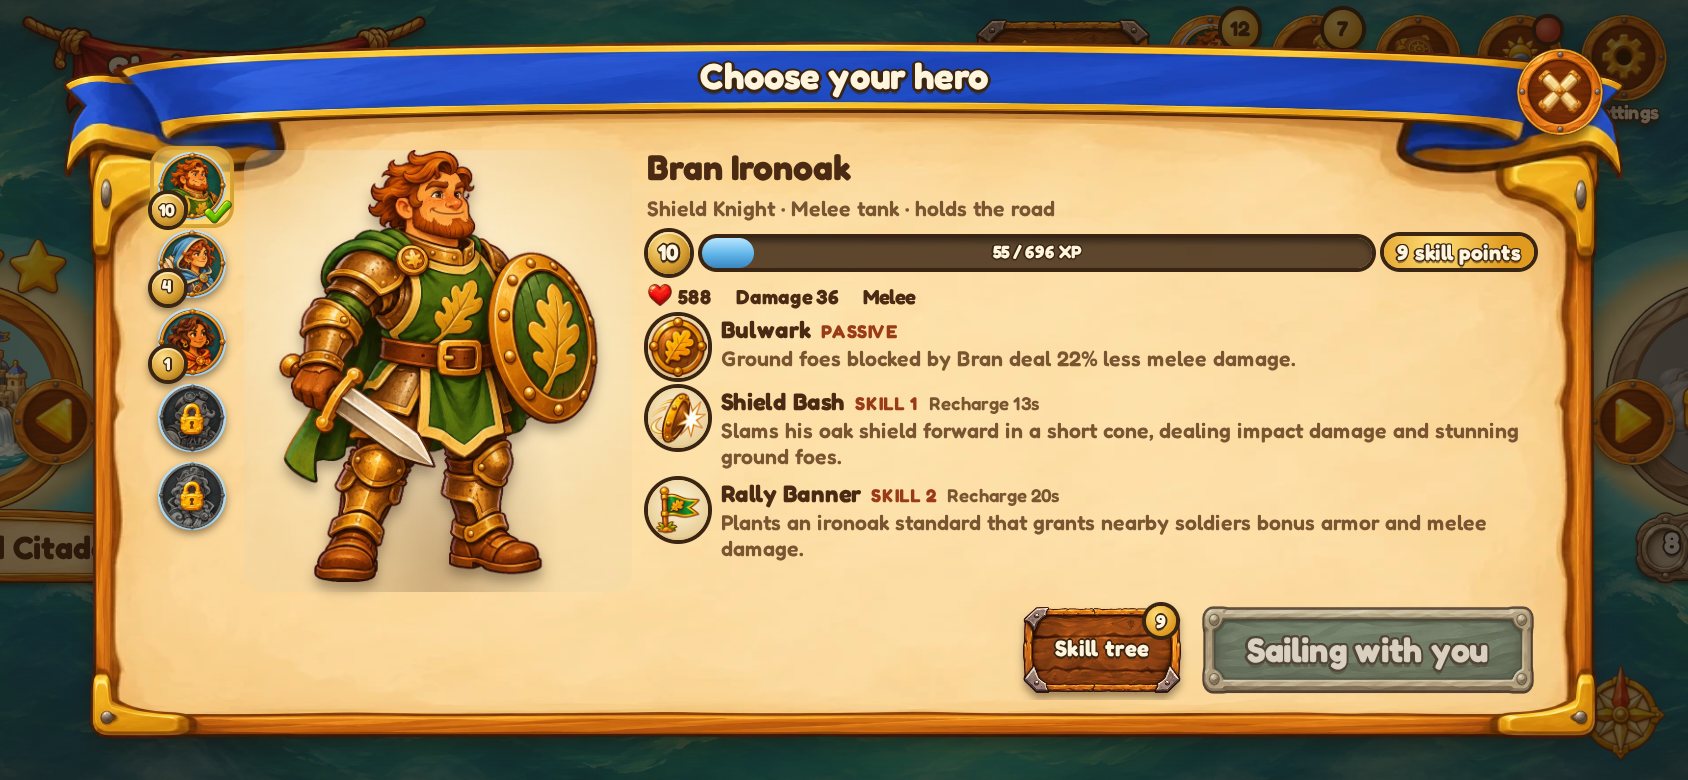 12
7
Choose your hero
ttings
10
4
1
Bran Ironoak
Shield Knight · Melee tank · holds the road
10
55 / 696 XP
9 skill points
588 Damage 36 Melee
Bulwark PASSIVE
Ground foes blocked by Bran deal 22% less melee damage.
Shield Bash SKILL 1 Recharge 13s
Slams his oak shield forward in a short cone, dealing impact damage and stunning
ground foes.
Rally Banner SKILL 2 Recharge 20s
Plants an ironoak standard that grants nearby soldiers bonus armor and melee
damage.
Citad
8
9
Skill tree
Sailing with you